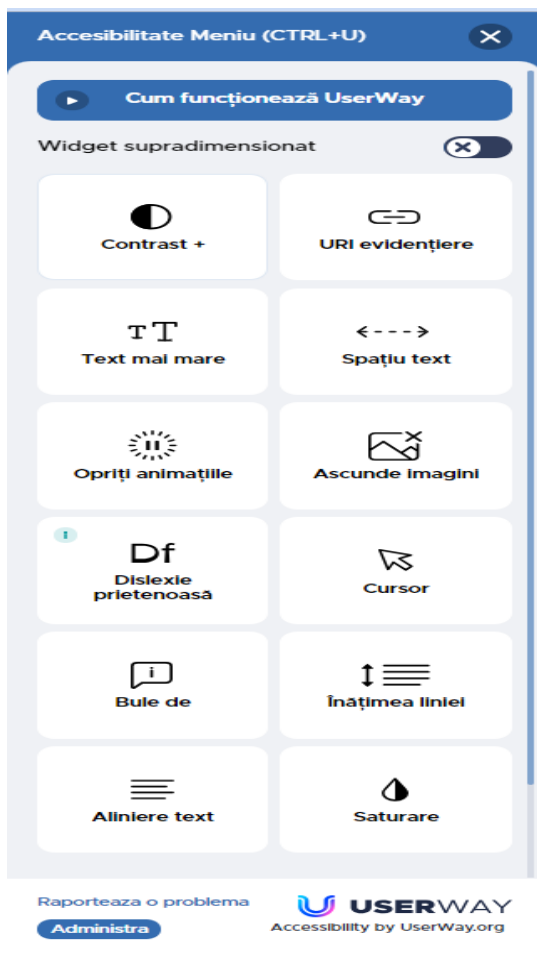 Accesibilitate Meniu (CTRL+U)
Cum funcționează UserWay
Widget supradimensionat
Contrast +
URI evidențiere
TT
Text mai mare
Spațiu text
Opriți animațiile
Ascunde imagini
i
Df
Dislexie
prietenoasă
Cursor
i
Bule de
Înățimea liniei
Aliniere text
Saturare
Raporteaza o problema
USERWAY
Administra
Accessibility by UserWay.org